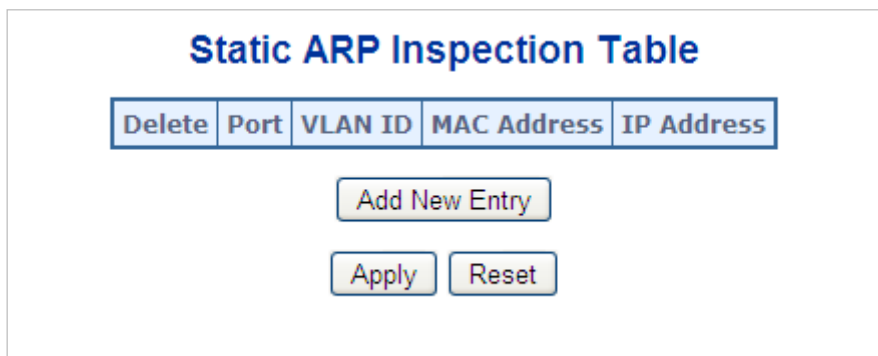 Static ARP Inspection Table
Delete Port VLAN ID MAC Address IP Address
Add New Entry
Apply Reset